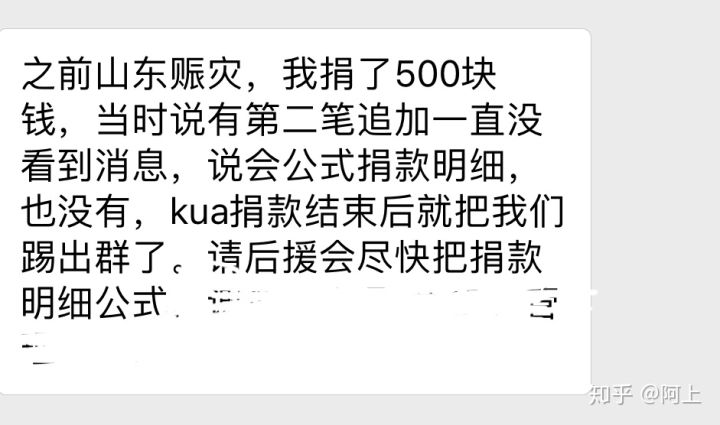 之前山东赈灾，我捐了500块
钱，当时说有第二笔追加一直没
看到消息，说会公式捐款明细，
也没有，kua捐款结束后就把我们
踢出群了。请后援会尽快把捐款
明细公式
知乎 @阿上